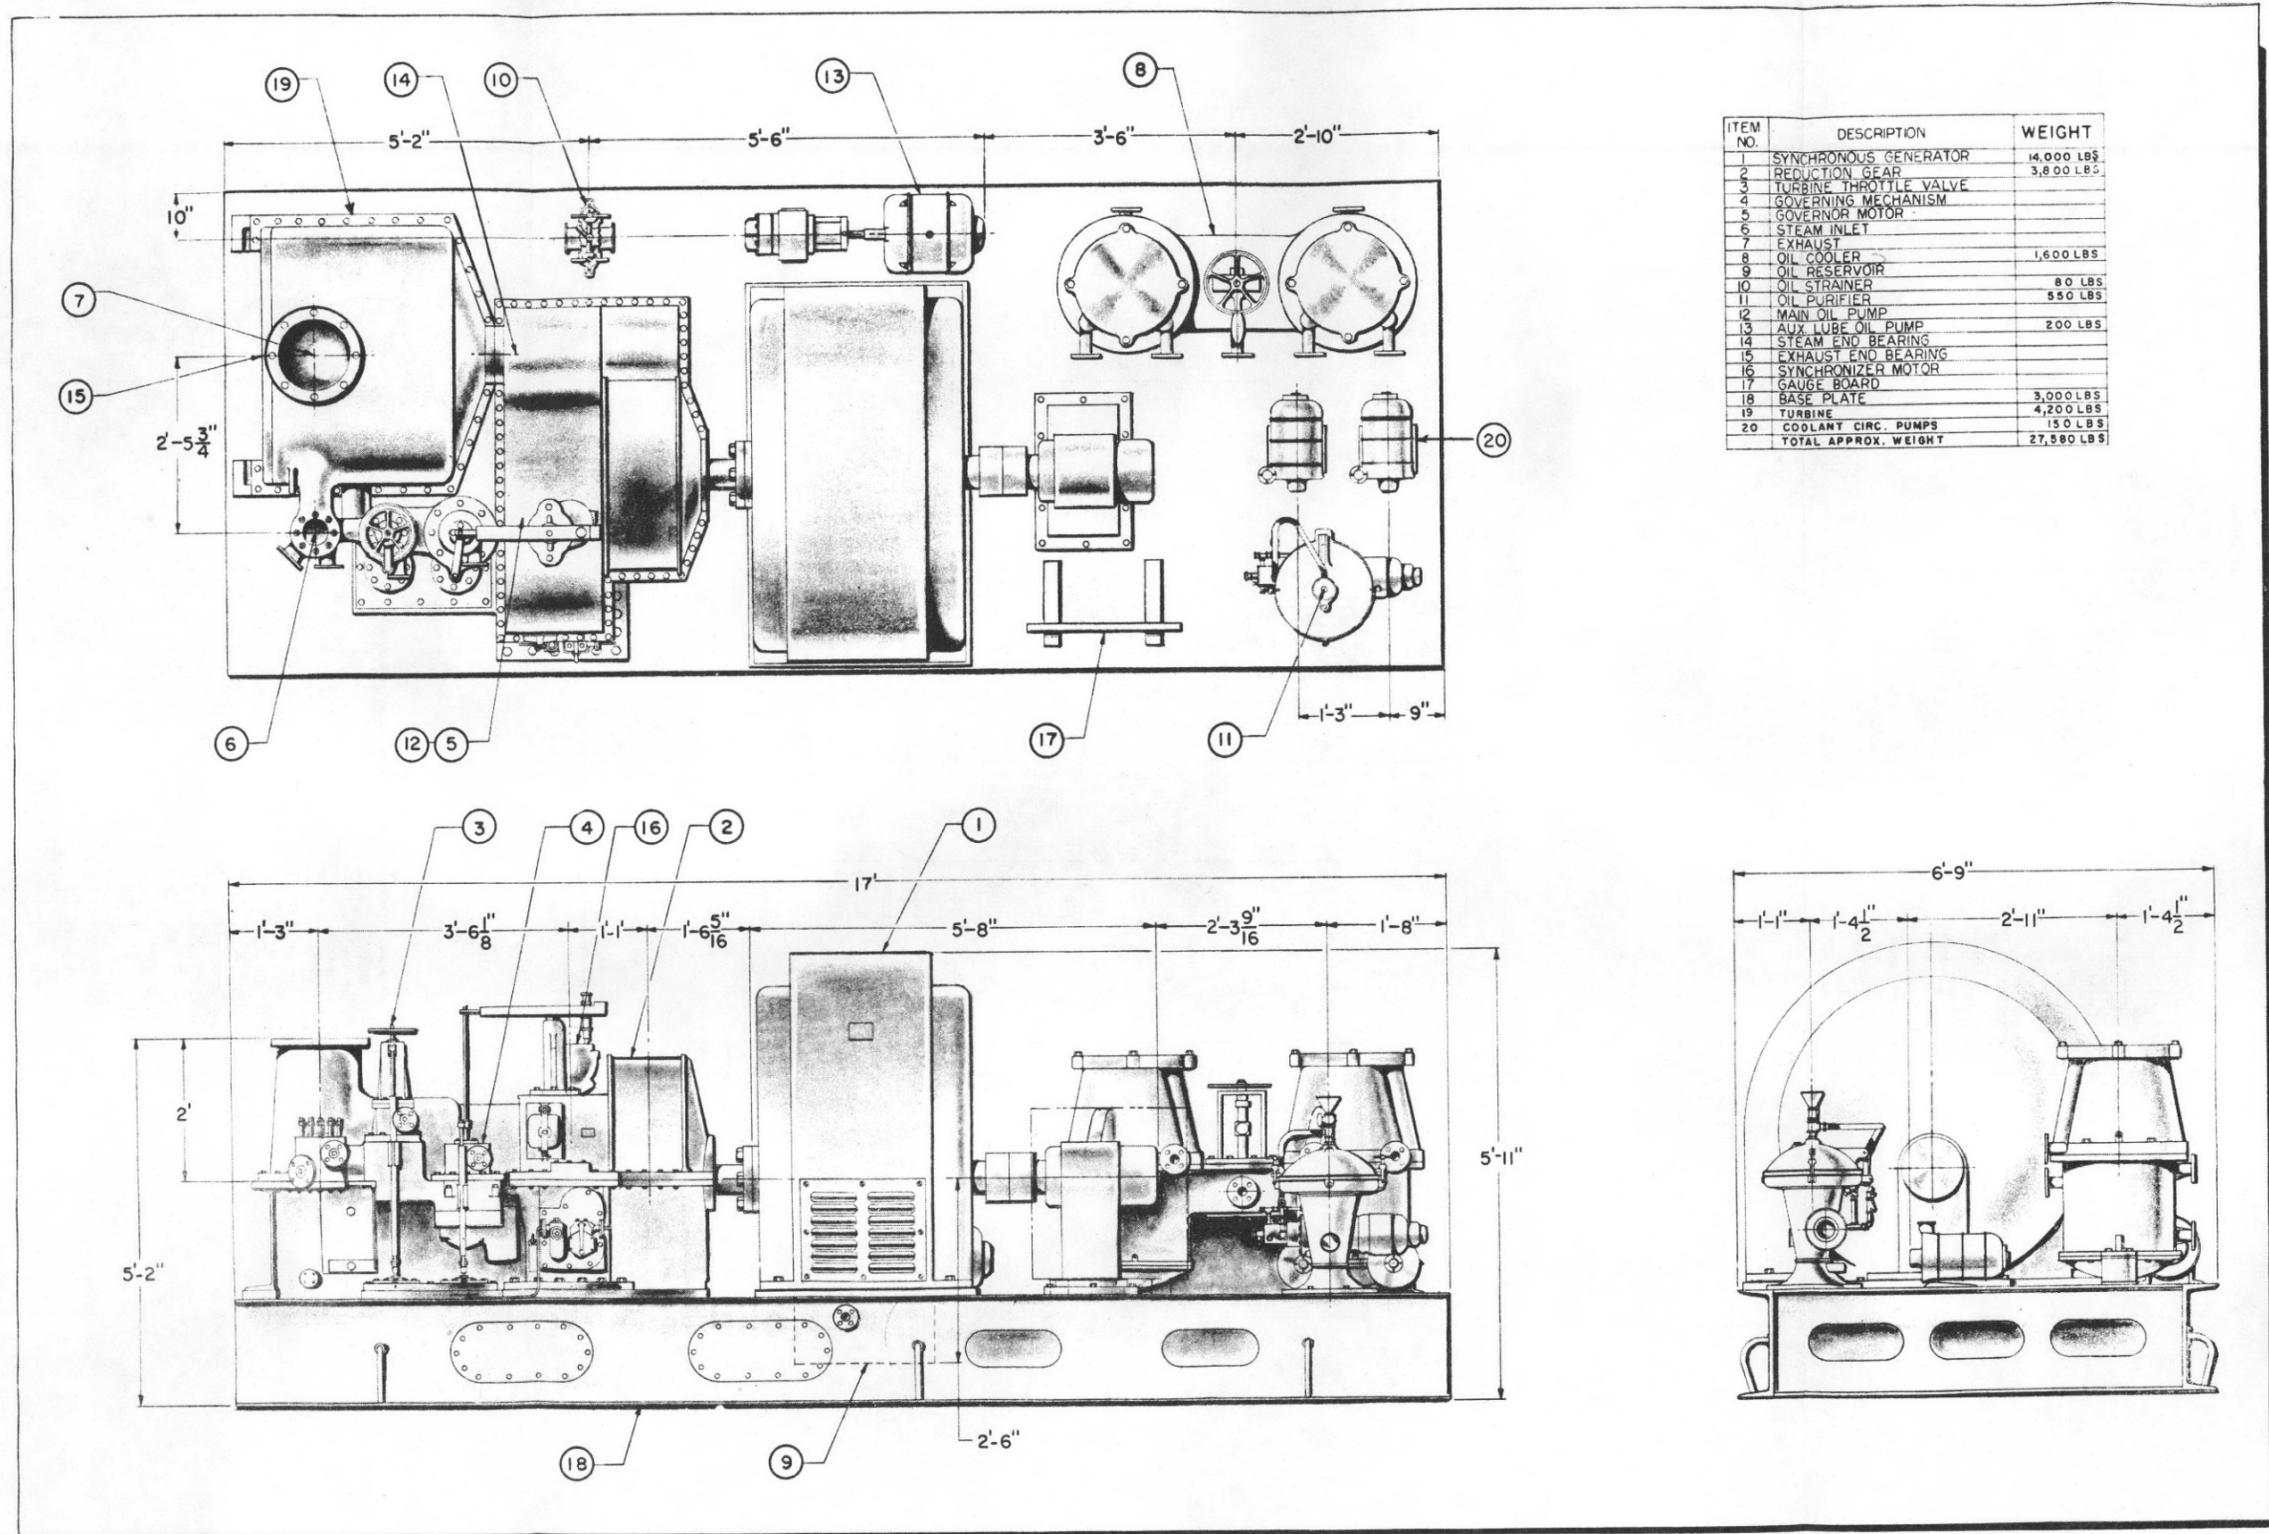 19
14
10
13
8
5'-2"
5'-6"
3'-6"
2'-10"
10"
7
15
2'-5 3/4"
20
6
12 5
17
11
1'-3"
9"
ITEM NO. DESCRIPTION WEIGHT
1 SYNCHRONOUS GENERATOR 14,000 LBS
2 REDUCTION GEAR 3,800 LBS
3 TURBINE THROTTLE VALVE
4 GOVERNING MECHANISM
5 GOVERNOR MOTOR
6 STEAM INLET
7 EXHAUST
8 OIL COOLER 1,600 LBS
9 OIL RESERVOIR
10 OIL STRAINER 80 LBS
11 OIL PURIFIER 550 LBS
12 MAIN OIL PUMP
13 AUX. LUBE OIL PUMP 200 LBS
14 STEAM END BEARING
15 EXHAUST END BEARING
16 SYNCHRONIZER MOTOR
17 GAUGE BOARD
18 BASE PLATE 3,000 LBS
19 TURBINE 4,200 LBS
20 COOLANT CIRC. PUMPS 150 LBS
TOTAL APPROX. WEIGHT 27,580 LBS
3
4
16
2
1
17'
1'-3"
3'-6 1/8"
1'-1'
1'-6 5/16"
5'-8"
2'-3 9/16"
1'-8"
2'
5'-2"
5'-11"
2'-6"
18
9
6'-9"
1'-1"
1'-4 1/2"
2'-11"
1'-4 1/2"